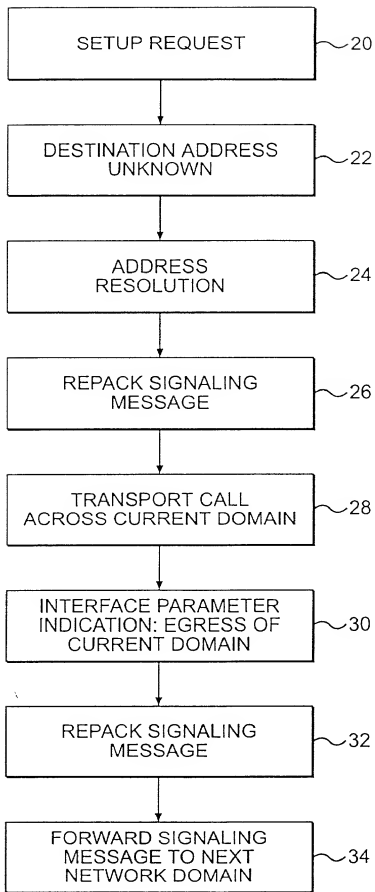 SETUP REQUEST
20
DESTINATION ADDRESS
UNKNOWN
22
ADDRESS
RESOLUTION
24
REPACK SIGNALING
MESSAGE
26
TRANSPORT CALL
ACROSS CURRENT DOMAIN
28
INTERFACE PARAMETER
INDICATION: EGRESS OF
CURRENT DOMAIN
30
REPACK SIGNALING
MESSAGE
32
FORWARD SIGNALING
MESSAGE TO NEXT
NETWORK DOMAIN
34